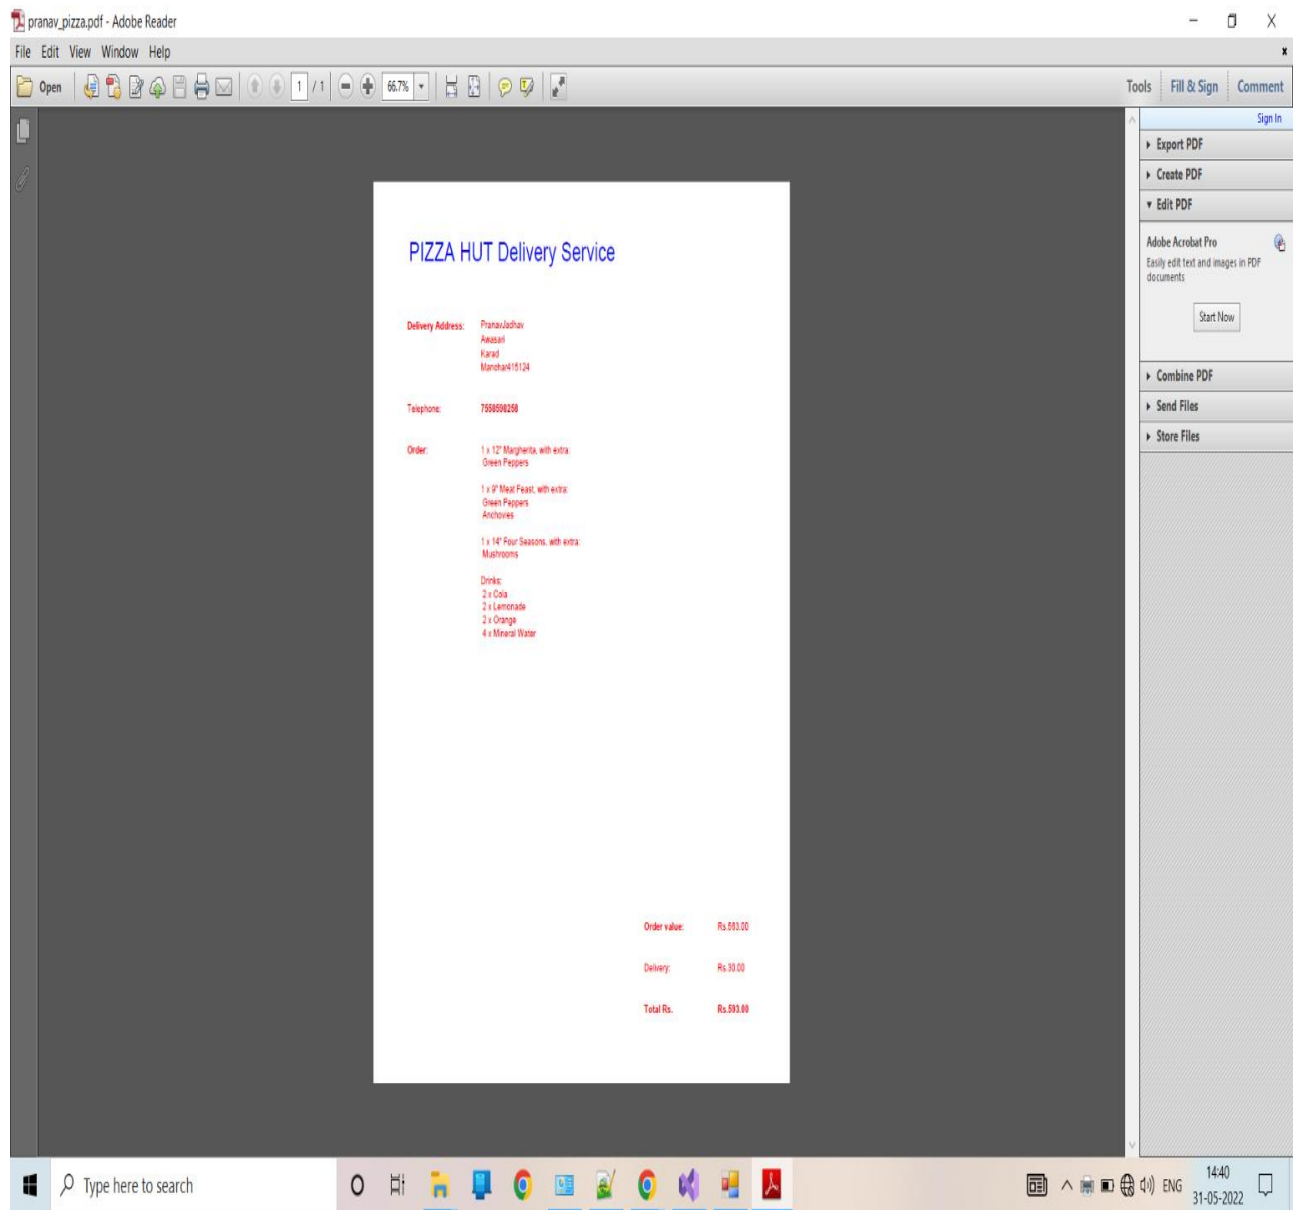 pranav_pizza.pdf - Adobe Reader
File Edit View Window Help
Open 1 / 1 66.7% Tools Fill & Sign Comment
Sign In
Export PDF
Create PDF
Edit PDF
Adobe Acrobat Pro
Easily edit text and images in PDF
documents
Start Now
Combine PDF
Send Files
Store Files
PIZZA HUT Delivery Service
Delivery Address: PranavJadhav
Awasari
Karad
Manchar415124
Telephone: 7558598258
Order: 1 x 12" Margherita, with extra:
Green Peppers
1 x 9" Meat Feast, with extra:
Green Peppers
Anchovies
1 x 14" Four Seasons, with extra:
Mushrooms
Drinks:
2 x Cola
2 x Lemonade
2 x Orange
4 x Mineral Water
Order value: Rs.563.00
Delivery: Rs.30.00
Total Rs. Rs.593.00
Type here to search
ENG
14:40
31-05-2022